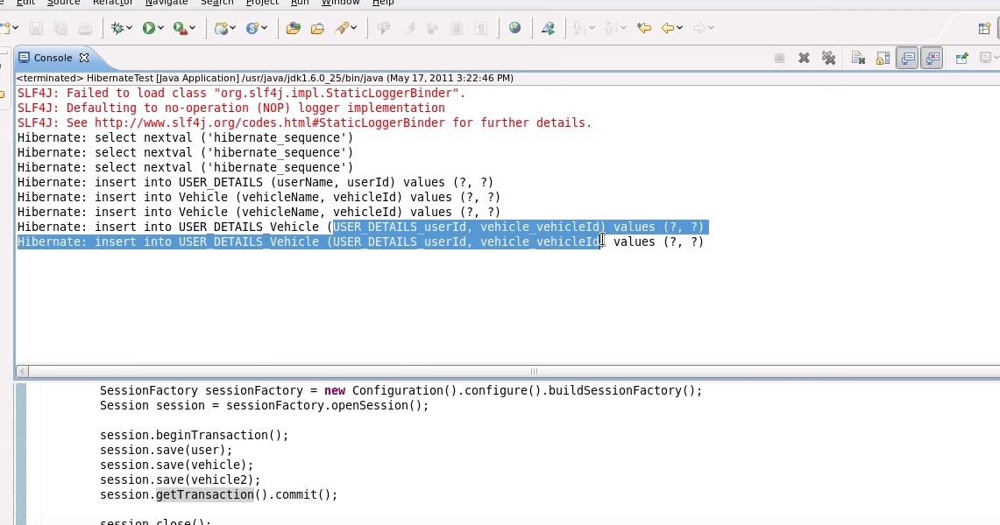 Edit Source Refactor Navigate Search Project Run Window Help
Console
<terminated> HibernateTest [Java Application] /usr/java/jdk1.6.0_25/bin/java (May 17, 2011 3:22:46 PM)
SLF4J: Failed to load class "org.slf4j.impl.StaticLoggerBinder".
SLF4J: Defaulting to no-operation (NOP) logger implementation
SLF4J: See http://www.slf4j.org/codes.html#StaticLoggerBinder for further details.
Hibernate: select nextval ('hibernate_sequence')
Hibernate: select nextval ('hibernate_sequence')
Hibernate: select nextval ('hibernate_sequence')
Hibernate: insert into USER_DETAILS (userName, userId) values (?, ?)
Hibernate: insert into Vehicle (vehicleName, vehicleId) values (?, ?)
Hibernate: insert into Vehicle (vehicleName, vehicleId) values (?, ?)
Hibernate: insert into USER_DETAILS_Vehicle (USER_DETAILS_userId, vehicle_vehicleId) values (?, ?)
Hibernate: insert into USER_DETAILS_Vehicle (USER_DETAILS_userId, vehicle_vehicleId) values (?, ?)
SessionFactory sessionFactory = new Configuration().configure().buildSessionFactory();
Session session = sessionFactory.openSession();
session.beginTransaction();
session.save(user);
session.save(vehicle);
session.save(vehicle2);
session.getTransaction().commit();
session.close();